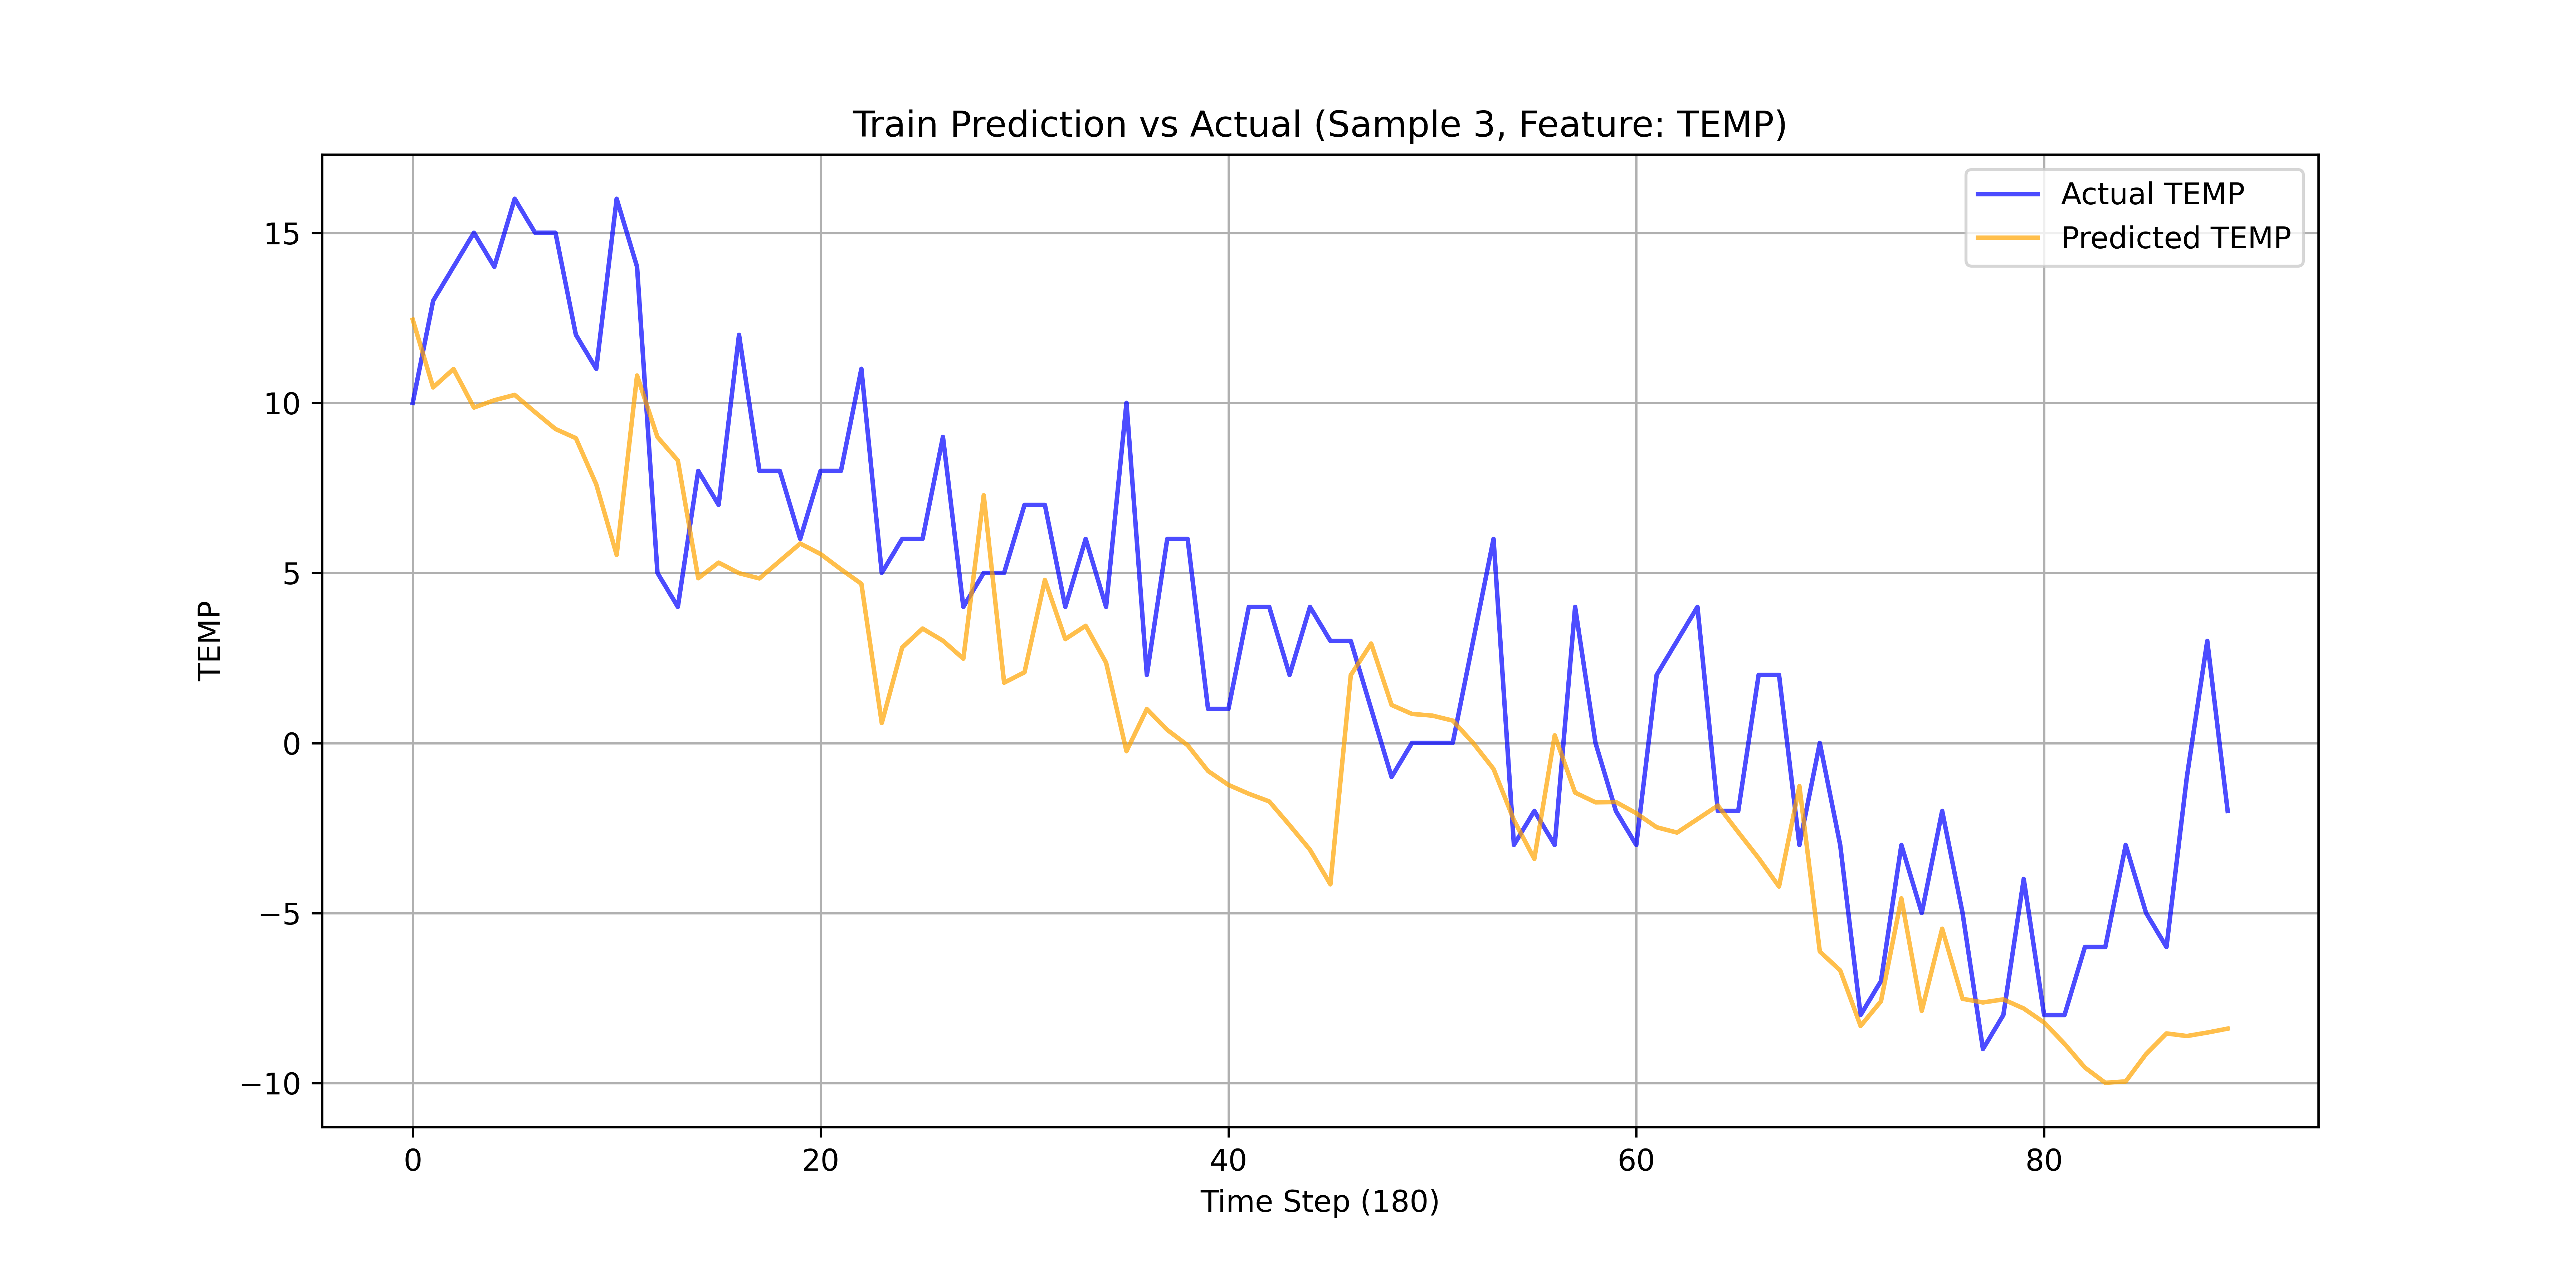 Train Prediction vs Actual (Sample 3, Feature: TEMP)
Actual TEMP
Predicted TEMP
TEMP
15
10
5
0
−5
−10
0 20 40 60 80
Time Step (180)